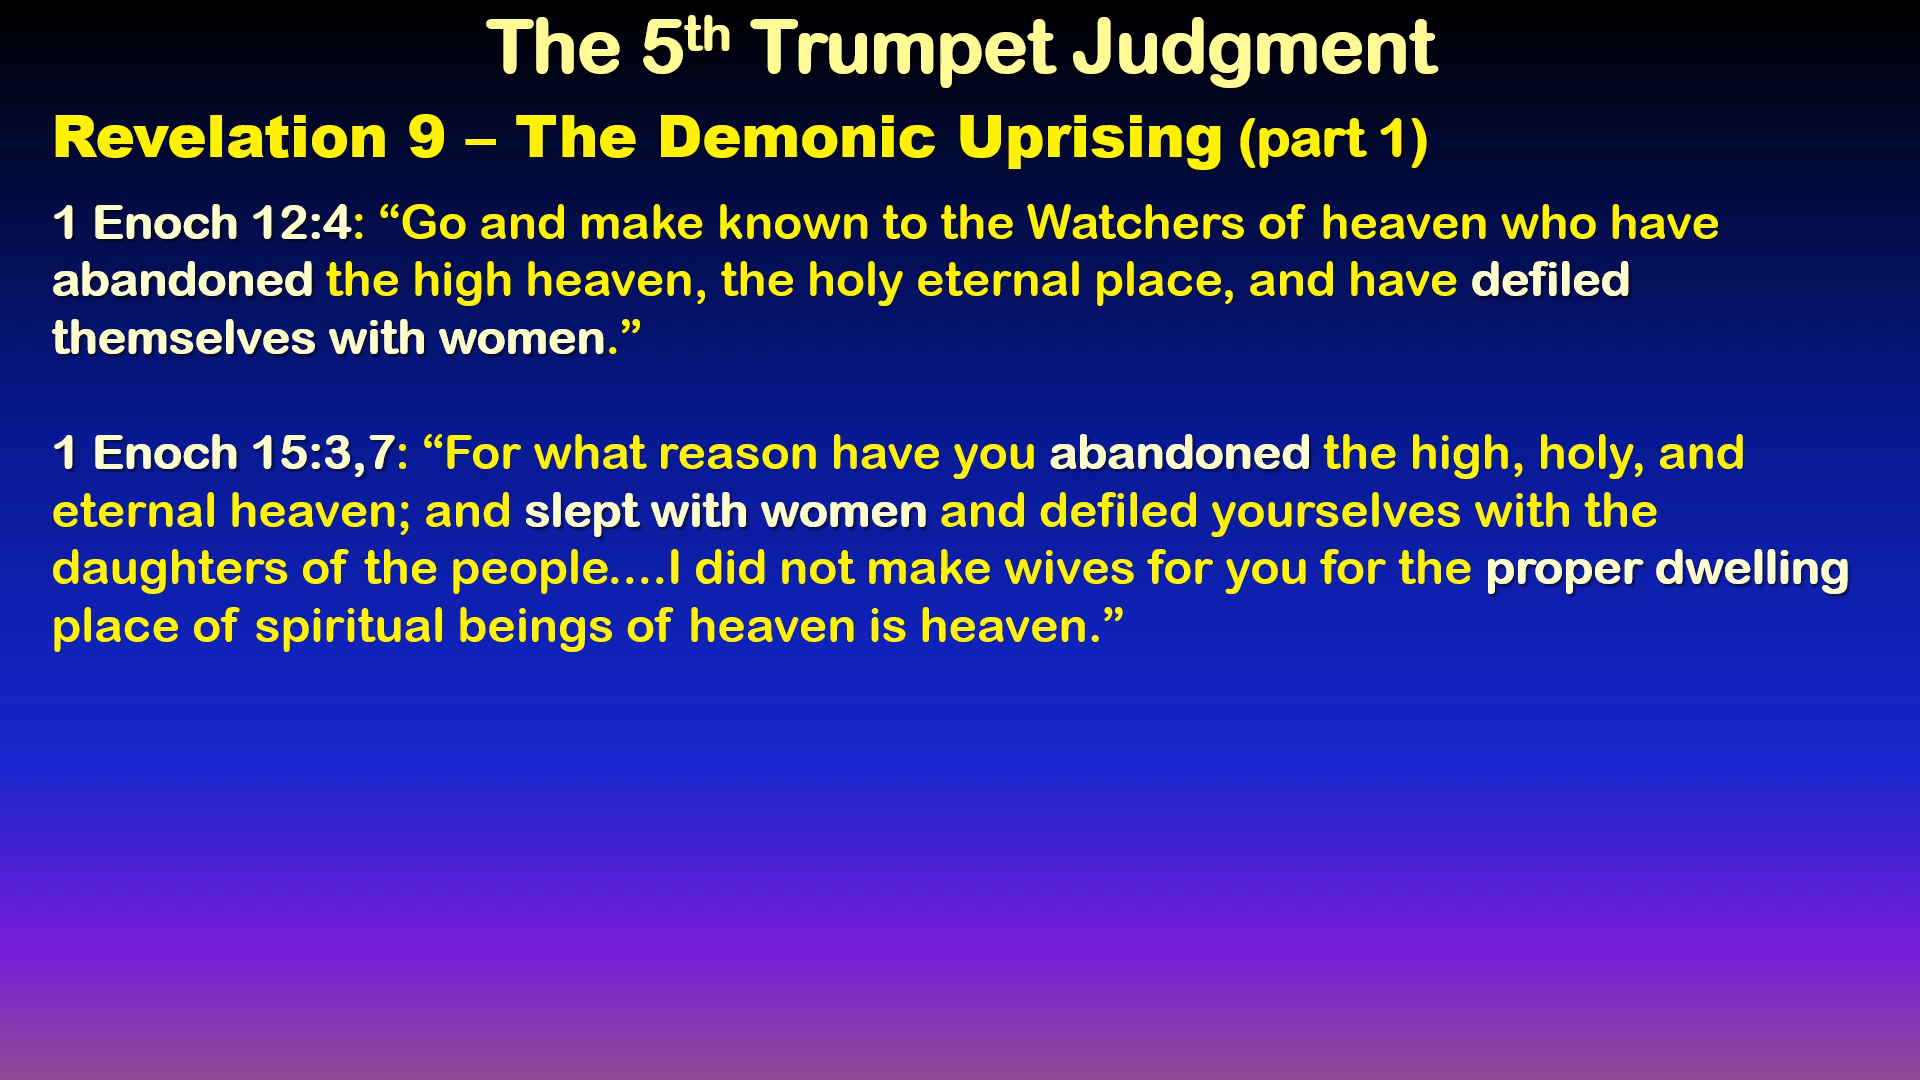 The 5th Trumpet Judgment
Revelation 9 – The Demonic Uprising (part 1)
1 Enoch 12:4: “Go and make known to the Watchers of heaven who have
abandoned the high heaven, the holy eternal place, and have defiled
themselves with women.”
1 Enoch 15:3,7: “For what reason have you abandoned the high, holy, and
eternal heaven; and slept with women and defiled yourselves with the
daughters of the people....I did not make wives for you for the proper dwelling
place of spiritual beings of heaven is heaven.”